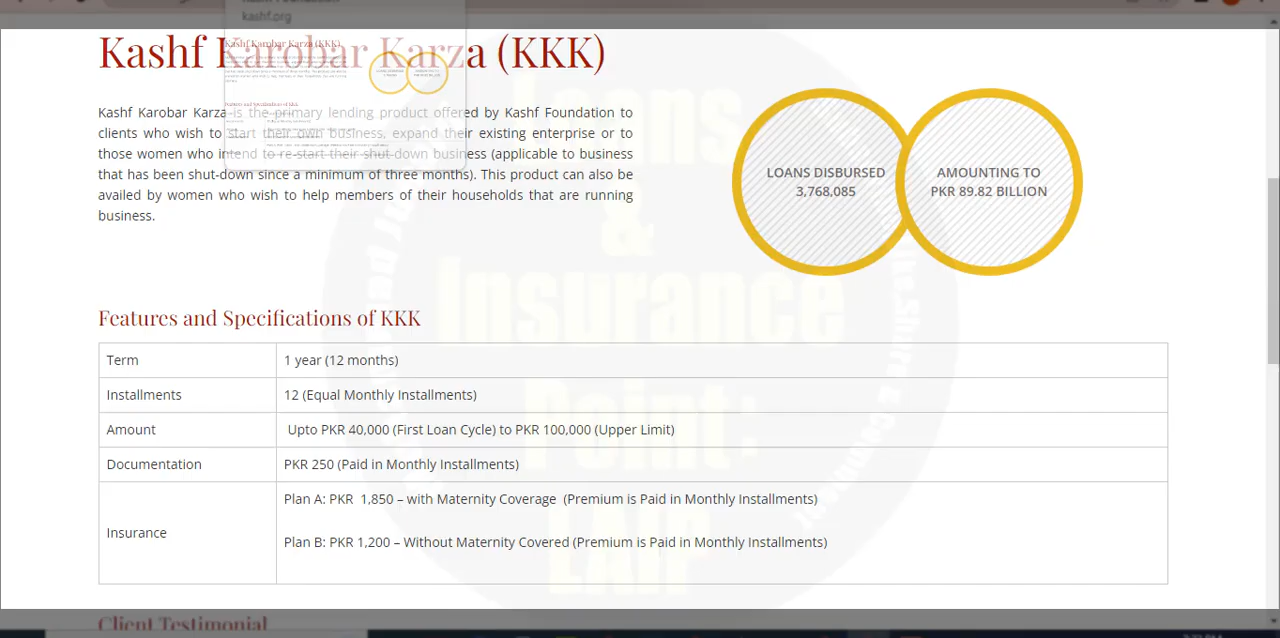 kashf.org
Kashf Karobar Karza (KKK)
Kashf Karobar Karza is the primary lending product offered by Kashf Foundation to
clients who wish to start their own business, expand their existing enterprise or to
those women who intend to re-start their shut-down business (applicable to business
that has been shut-down since a minimum of three months). This product can also be
availed by women who wish to help members of their households that are running
business.
LOANS DISBURSED
3,768,085
AMOUNTING TO
PKR 89.82 BILLION
Features and Specifications of KKK
Term 1 year (12 months)
Installments 12 (Equal Monthly Installments)
Amount Upto PKR 40,000 (First Loan Cycle) to PKR 100,000 (Upper Limit)
Documentation PKR 250 (Paid in Monthly Installments)
Insurance
Plan A: PKR 1,850 – with Maternity Coverage (Premium is Paid in Monthly Installments)
Plan B: PKR 1,200 – Without Maternity Covered (Premium is Paid in Monthly Installments)
Client Testimonial
Loans
&
Insurance
Point:
LAIP